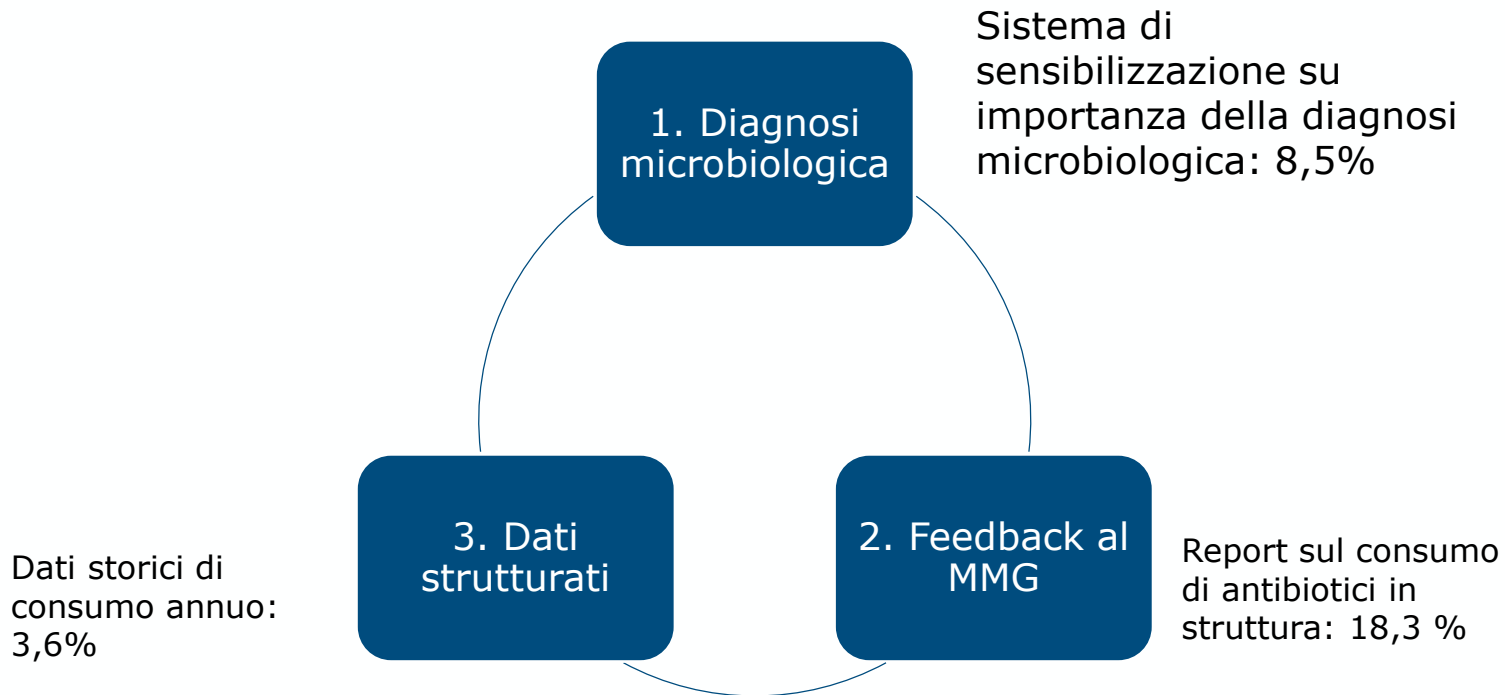 1. Diagnosi
microbiologica
Sistema di
sensibilizzazione su
importanza della diagnosi
microbiologica: 8,5%
2. Feedback al
MMG
Report sul consumo
di antibiotici in
struttura: 18,3 %
3. Dati
strutturati
Dati storici di
consumo annuo:
3,6%